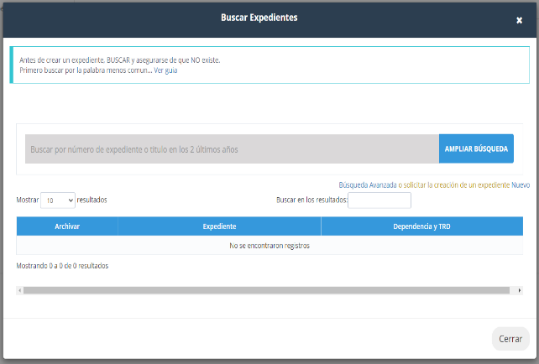 Buscar Expedientes
x
Antes de crear un expediente, BUSCAR y asegurarse de que NO existe.
Primero buscar por la palabra menos comun... Ver guia
Buscar por número de expediente o titulo en los 2 últimos años
AMPLIAR BÚSQUEDA
Búsqueda Avanzada o solicitar la creación de un expediente Nuevo
Mostrar 10 resultados
Buscar en los resultados:
Archivar Expediente Dependencia y TRD
No se encontraron registros
Mostrando 0 a 0 de 0 resultados
Cerrar